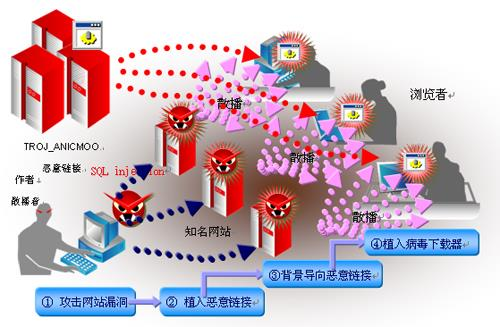 散播
浏览者
TROJ_ANICMOO
恶意链接
SQL injection
作者
散播者
散播
散播
知名网站
④植入病毒下载器
③背景导向恶意链接
① 攻击网站漏洞
② 植入恶意链接